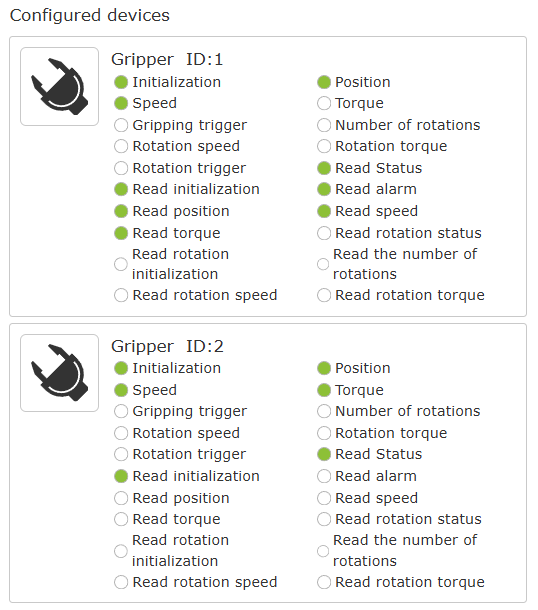 Configured devices
Gripper ID:1
Initialization Position
Speed Torque
Gripping trigger Number of rotations
Rotation speed Rotation torque
Rotation trigger Read Status
Read initialization Read alarm
Read position Read speed
Read torque Read rotation status
Read rotation Read the number of
initialization rotations
Read rotation speed Read rotation torque
Gripper ID:2
Initialization Position
Speed Torque
Gripping trigger Number of rotations
Rotation speed Rotation torque
Rotation trigger Read Status
Read initialization Read alarm
Read position Read speed
Read torque Read rotation status
Read rotation Read the number of
initialization rotations
Read rotation speed Read rotation torque